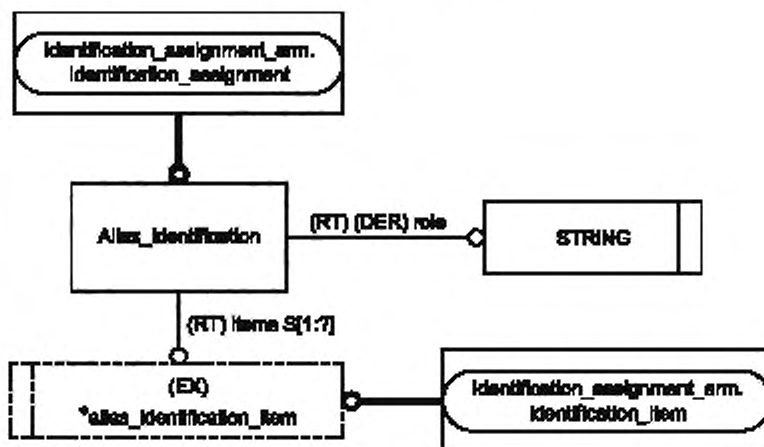 identification_assignment_arm.
identification_assignment
Alias_identification
(RT) (DER) role
STRING
(RT) items S[1:?]
(EX)
*alias_identification_item
identification_assignment_arm.
identification_item